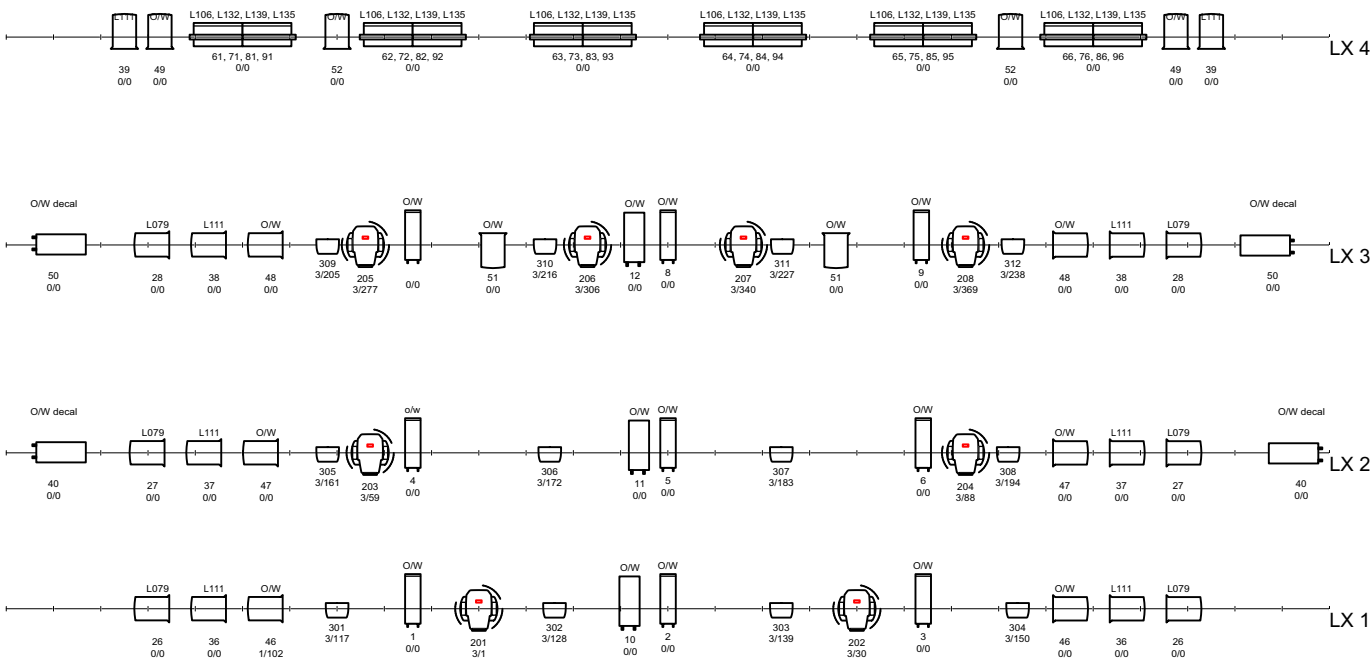 L111 O/W L106, L132, L139, L135 O/W L106, L132, L139, L135 L106, L132, L139, L135 L106, L132, L139, L135 L106, L132, L139, L135 O/W L106, L132, L139, L135 O/W L111
LX 4
61, 71, 81, 91 62, 72, 82, 92 63, 73, 83, 93 64, 74, 84, 94 65, 75, 85, 95 66, 76, 86, 96
0/0 0/0 0/0 0/0 0/0 0/0
39 49 52 52 49 39
0/0 0/0 0/0 0/0 0/0 0/0
O/W decal O/W O/W O/W O/W O/W O/W decal
L079 L111 O/W O/W O/W O/W L111 L079
LX 3
309 310 311 312
3/205 3/216 3/227 3/238
50 28 38 48 205 0/0 51 206 12 8 207 51 9 208 48 38 28 50
0/0 0/0 0/0 0/0 3/277 0/0 3/306 0/0 0/0 3/340 0/0 0/0 3/369 0/0 0/0 0/0 0/0
O/W decal o/w O/W O/W O/W O/W decal
L079 L111 O/W O/W L111 L079
LX 2
305 306 307 308
3/161 3/172 3/183 3/194
40 27 37 47 203 4 11 5 6 204 47 37 27 40
0/0 0/0 0/0 0/0 3/59 0/0 0/0 0/0 0/0 3/88 0/0 0/0 0/0 0/0
O/W O/W O/W O/W
L079 L111 O/W O/W L111 L079
LX 1
301 302 303 304
3/117 3/128 3/139 3/150
26 36 46 1 201 10 2 202 3 46 36 26
0/0 0/0 1/102 0/0 3/1 0/0 0/0 3/30 0/0 0/0 0/0 0/0